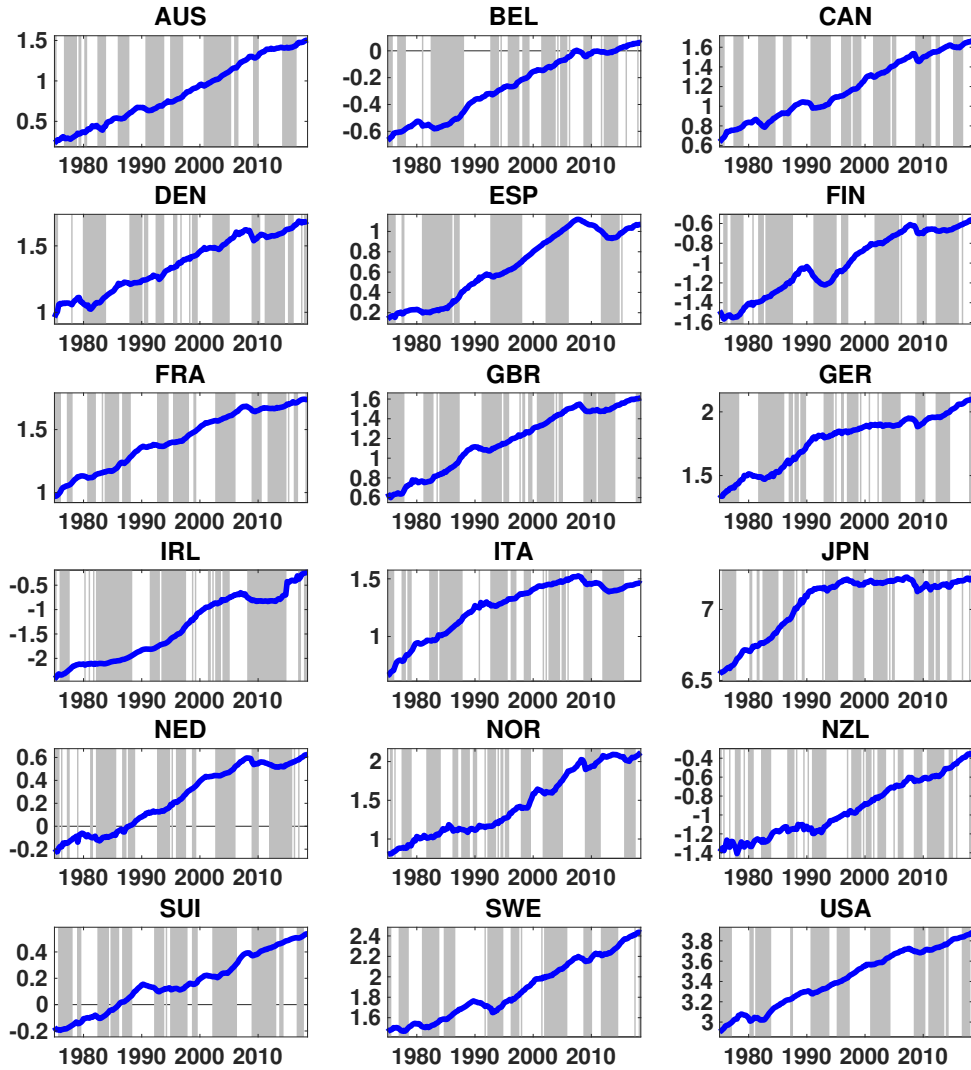 AUS BEL CAN
1.5 1 0.5
0 -0.2 -0.4 -0.6
1.6 1.4 1.2 1 0.8 0.6
1980 1990 2000 2010 1980 1990 2000 2010 1980 1990 2000 2010
DEN ESP FIN
1.5 1
1 0.8 0.6 0.4 0.2
-0.6 -0.8 -1 -1.2 -1.4 -1.6
1980 1990 2000 2010 1980 1990 2000 2010 1980 1990 2000 2010
FRA GBR GER
1.5 1
1.6 1.4 1.2 1 0.8 0.6
2 1.5
1980 1990 2000 2010 1980 1990 2000 2010 1980 1990 2000 2010
IRL ITA JPN
-0.5 -1 -1.5 -2
1.5 1
7 6.5
1980 1990 2000 2010 1980 1990 2000 2010 1980 1990 2000 2010
NED NOR NZL
0.6 0.4 0.2 0 -0.2
2 1.5 1
-0.4 -0.6 -0.8 -1 -1.2 -1.4
1980 1990 2000 2010 1980 1990 2000 2010 1980 1990 2000 2010
SUI SWE USA
0.4 0.2 0 -0.2
2.4 2.2 2 1.8 1.6
3.8 3.6 3.4 3.2 3
1980 1990 2000 2010 1980 1990 2000 2010 1980 1990 2000 2010